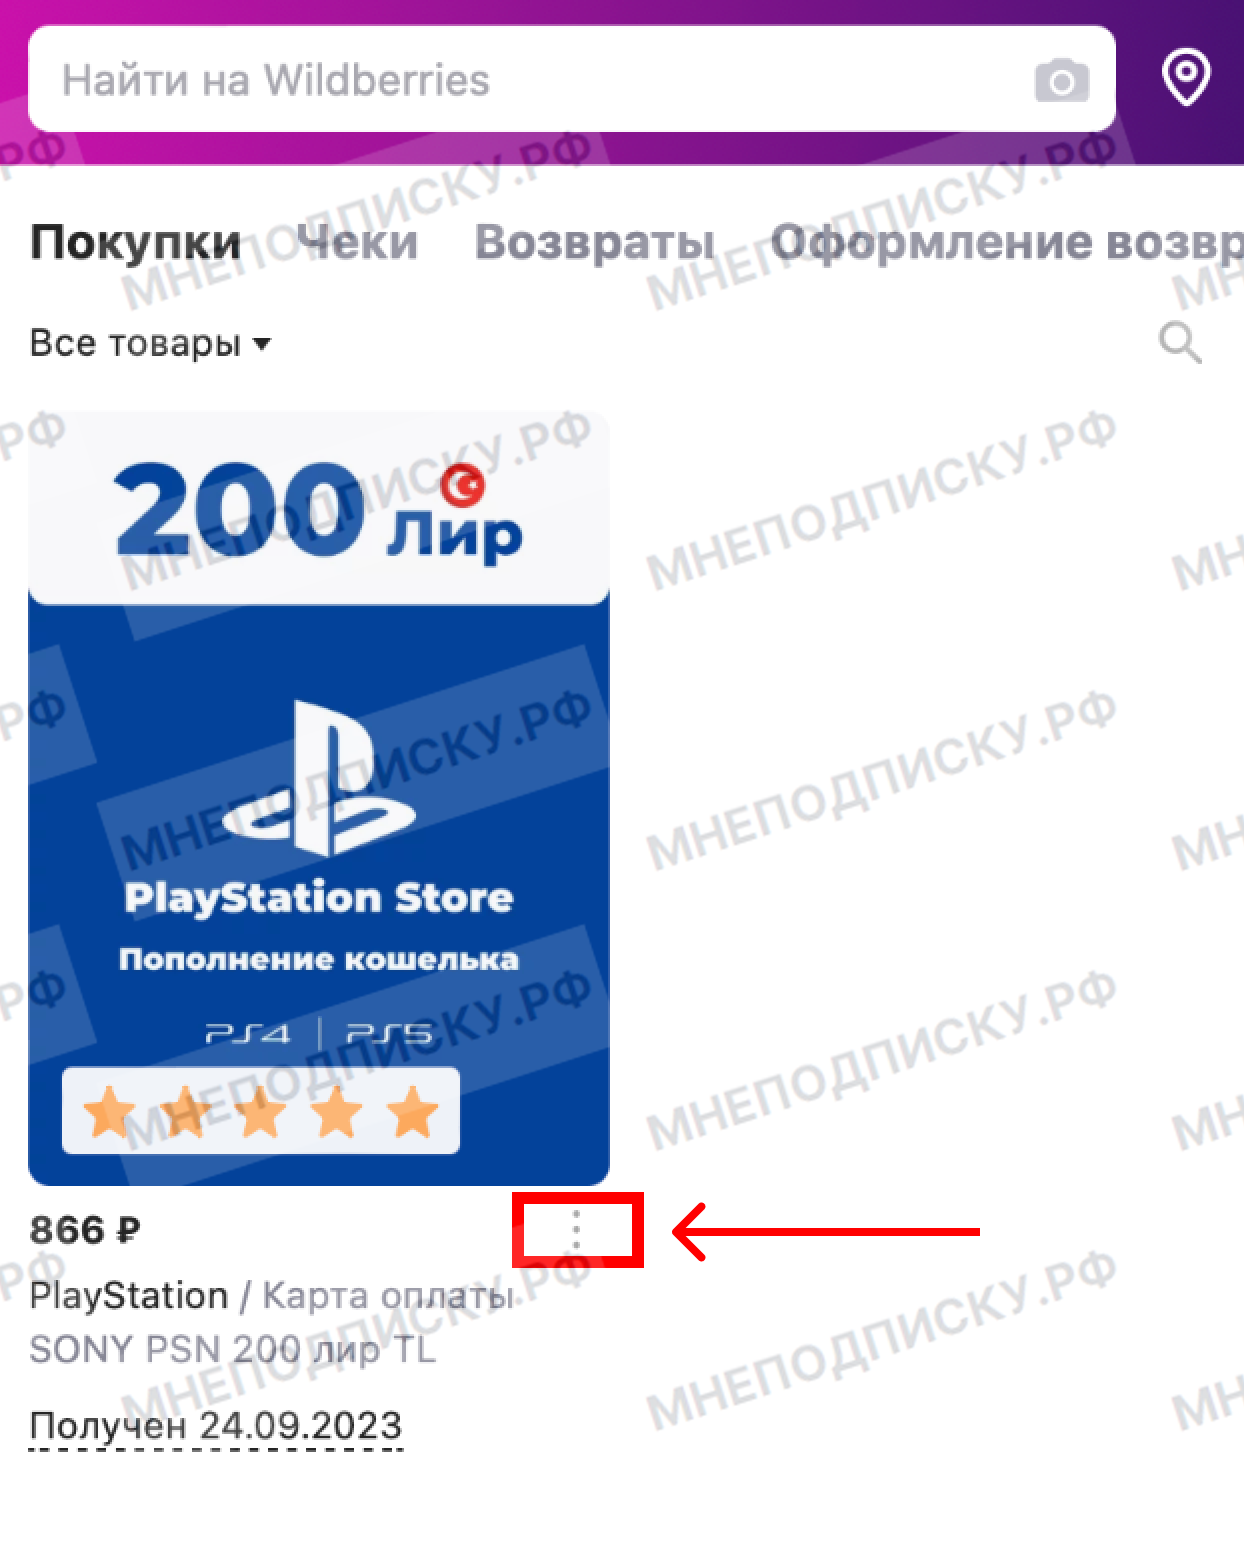 Найти на Wildberries
Покупки Чеки Возвраты Оформление возвр
Все товары
200 Лир
PlayStation Store
Пополнение кошелька
PS4 | PS5
866 ₽
PlayStation / Карта оплаты
SONY PSN 200 лир TL
Получен 24.09.2023
МНЕПОДПИСКУ.РФ